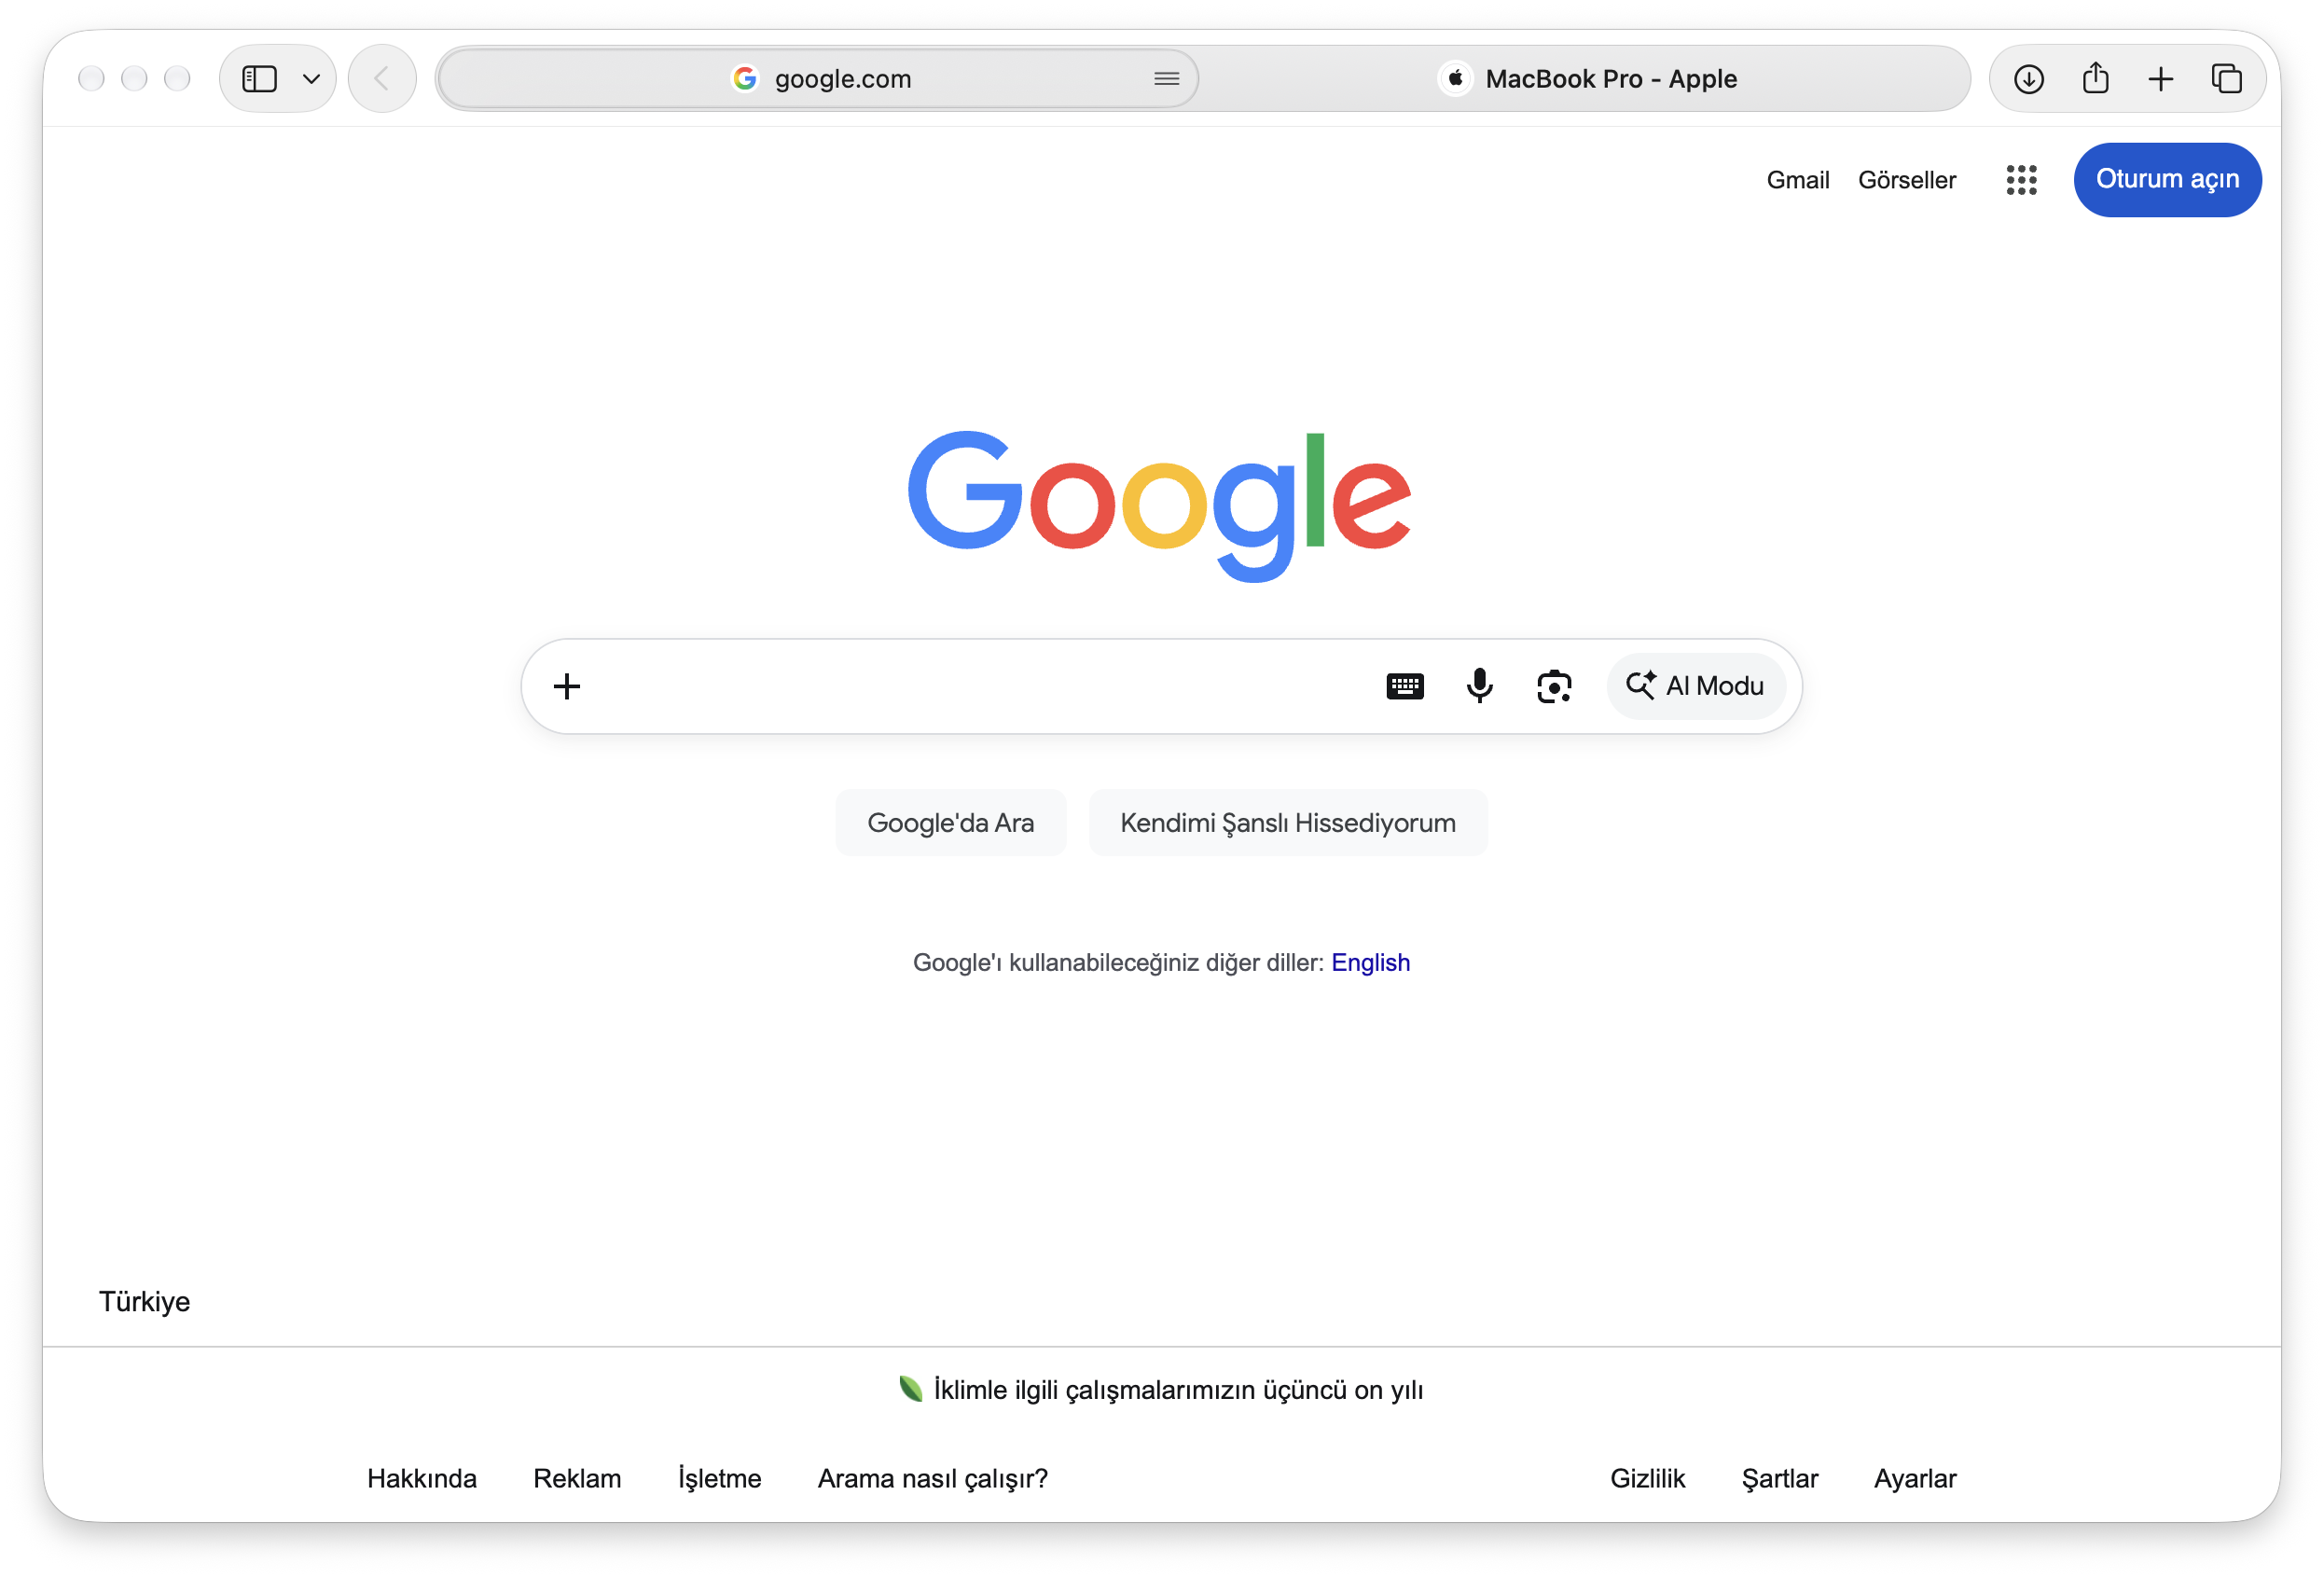 google.com MacBook Pro - Apple
Gmail Görseller Oturum açın
Google
AI Modu
Google'da Ara Kendimi Şanslı Hissediyorum
Google'ı kullanabileceğiniz diğer diller: English
Türkiye
İklimle ilgili çalışmalarımızın üçüncü on yılı
Hakkında Reklam İşletme Arama nasıl çalışır? Gizlilik Şartlar Ayarlar